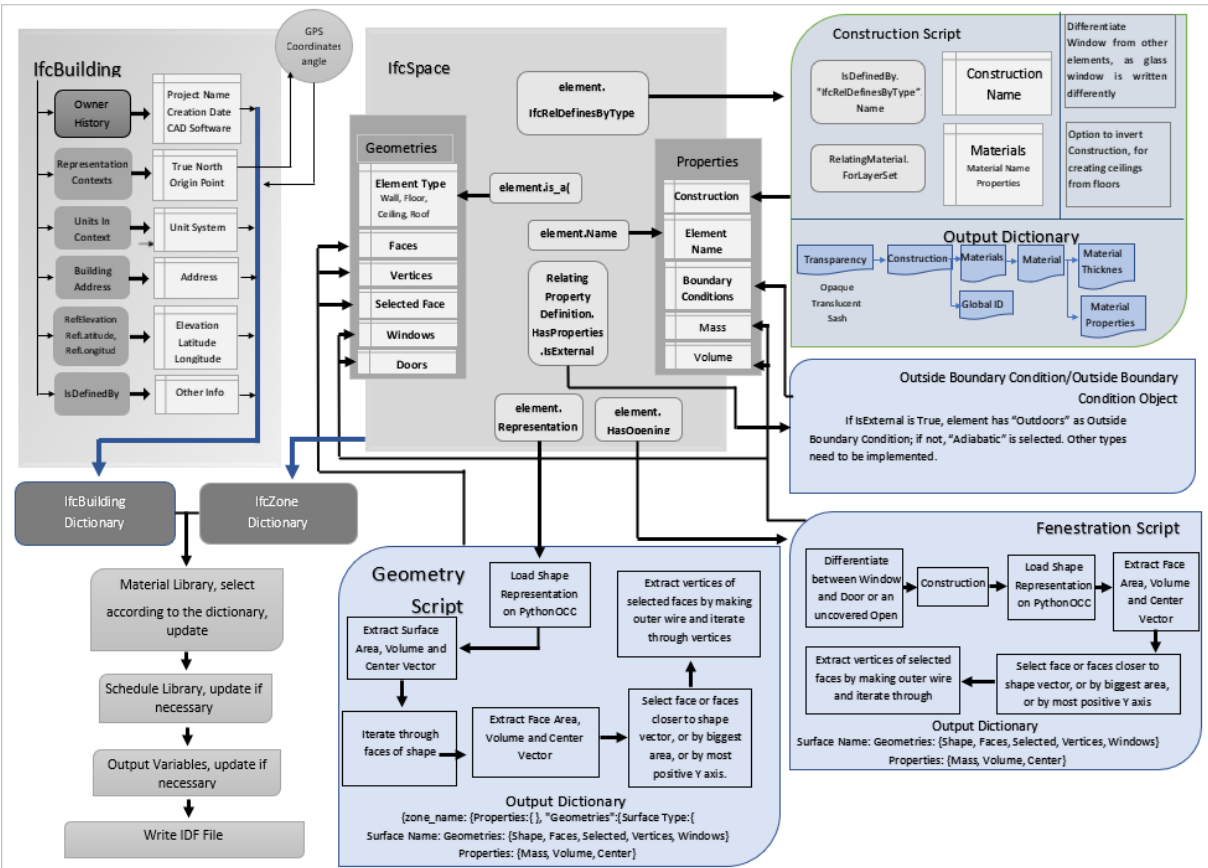 IfcBuilding
GPS
Coordinates
angle
Owner
History
Project Name
Creation Date
CAD Software
Representation
Contexts
True North
Origin Point
Units In
Context
Unit System
Building
Address
Address
RefElevation
RefLatitude,
RefLongitud
Elevation
Latitude
Longitude
IsDefinedBy
Other Info
IfcSpace
element.
IfcRelDefinesByType
Geometries
Element Type
Wall, Floor,
Ceiling, Roof
Faces
Vertices
Selected Face
Windows
Doors
element.is_a(
element.Name
Relating
Property
Definition.
HasProperties
.IsExternal
element.
Representation
element.
HasOpening
Properties
Construction
Element
Name
Boundary
Conditions
Mass
Volume
Construction Script
IsDefinedBy.
"IfcRelDefinesByType".
Name
Construction
Name
RelatingMaterial.
ForLayerSet
Materials
Material Name
Properties
Differentiate
Window from other
elements, as glass
window is written
differently
Option to invert
Construction, for
creating ceilings
from floors
Output Dictionary
Transparency
Construction
Materials
Material
Material
Thicknes
Opaque
Translucent
Sash
Global ID
Material
Properties
Outside Boundary Condition/Outside Boundary
Condition Object
If IsExternal is True, element has “Outdoors” as Outside
Boundary Condition; if not, “Adiabatic” is selected. Other types
need to be implemented.
IfcBuilding
Dictionary
IfcZone
Dictionary
Material Library, select
according to the dictionary,
update
Schedule Library, update if
necessary
Output Variables, update if
necessary
Write IDF File
Geometry
Script
Load Shape
Representation
on PythonOCC
Extract Surface
Area, Volume and
Center Vector
Iterate through
faces of shape
Extract Face Area,
Volume and Center
Vector
Select face or faces
closer to shape
vector, or by biggest
area, or by most
positive Y axis.
Extract vertices of
selected faces by making
outer wire and iterate
through vertices
Output Dictionary
{zone_name: {Properties:{ }, "Geometries":{Surface Type:{
Surface Name: Geometries: {Shape, Faces, Selected, Vertices, Windows}
Properties: {Mass, Volume, Center}
Fenestration Script
Differentiate
between Window
and Door or an
uncovered Open
Construction
Load Shape
Representation
on PythonOCC
Extract Face
Area, Volume
and Center
Vector
Select face or faces closer to
shape vector, or by biggest area,
or by most positive Y axis
Extract vertices of selected
faces by making outer wire
and iterate through
Output Dictionary
Surface Name: Geometries: {Shape, Faces, Selected, Vertices, Windows}
Properties: {Mass, Volume, Center}